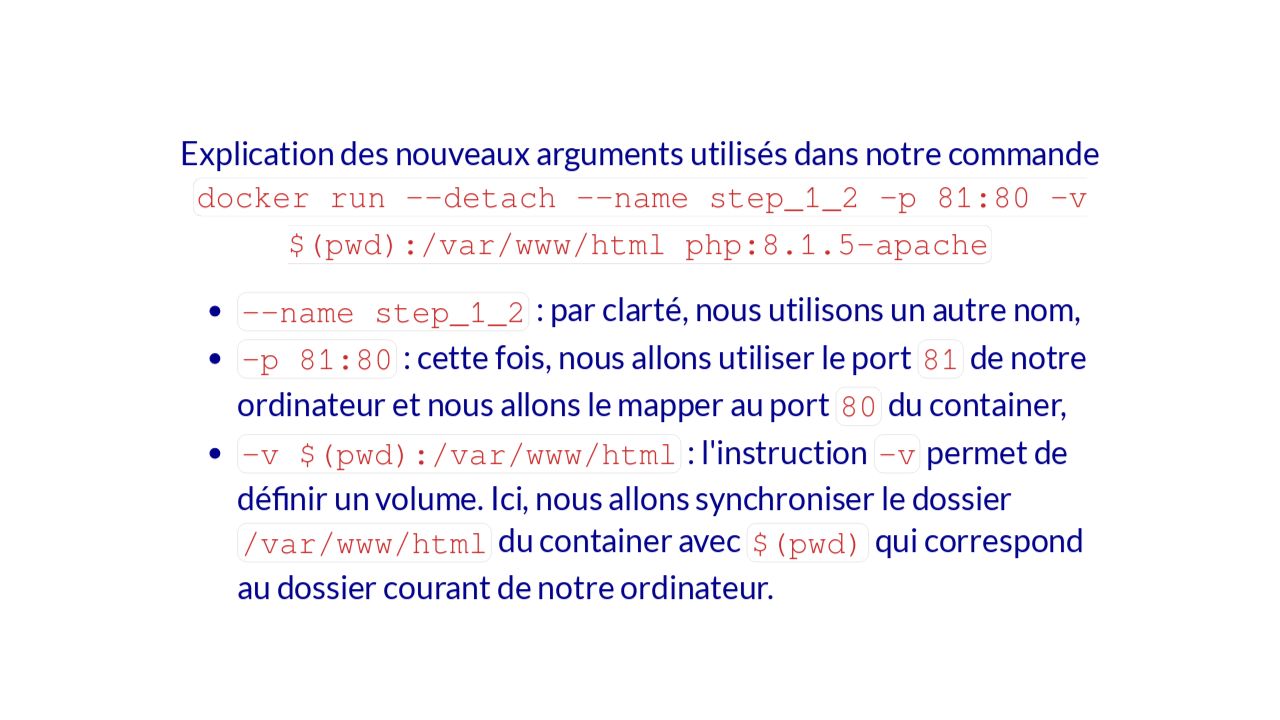 Explication des nouveaux arguments utilisés dans notre commande
docker run --detach --name step_1_2 -p 81:80 -v
$(pwd):/var/www/html php:8.1.5-apache
• --name step_1_2 : par clarté, nous utilisons un autre nom,
• -p 81:80 : cette fois, nous allons utiliser le port 81 de notre
ordinateur et nous allons le mapper au port 80 du container,
• -v $(pwd):/var/www/html : l'instruction -v permet de
définir un volume. Ici, nous allons synchroniser le dossier
/var/www/html du container avec $(pwd) qui correspond
au dossier courant de notre ordinateur.